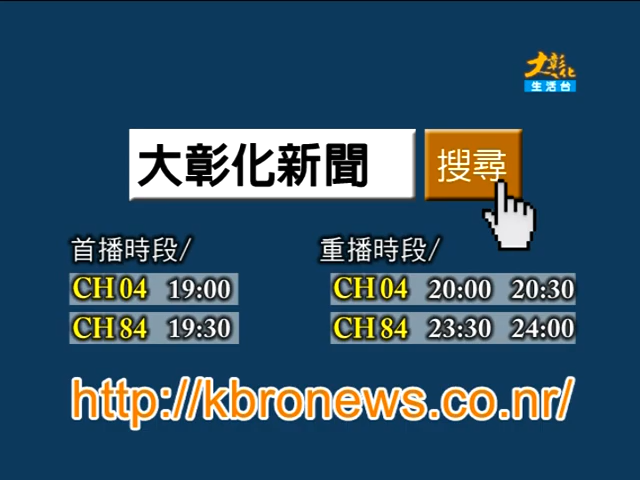 大彰化
生活台
大彰化新聞 搜尋
首播時段/ 重播時段/
CH04 19:00 CH04 20:00 20:30
CH84 19:30 CH84 23:30 24:00
http://kbronews.co.nr/